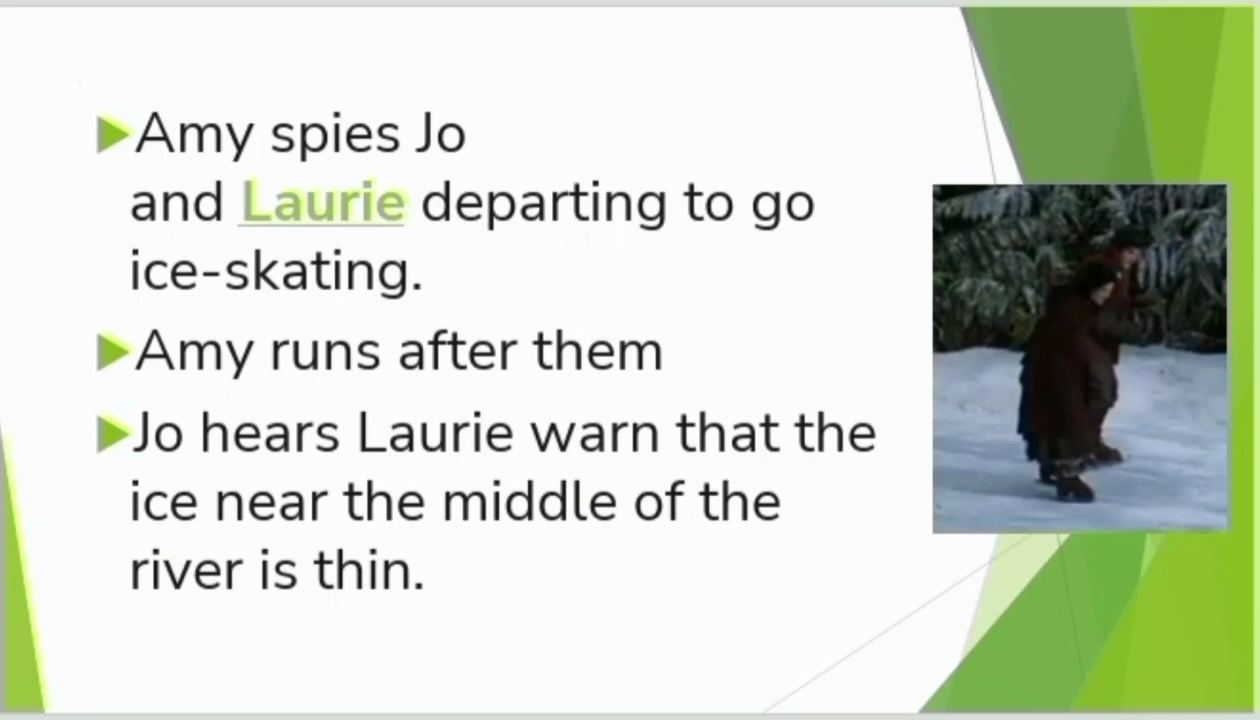 Amy spies Jo
and Laurie departing to go
ice-skating.
Amy runs after them
Jo hears Laurie warn that the
ice near the middle of the
river is thin.